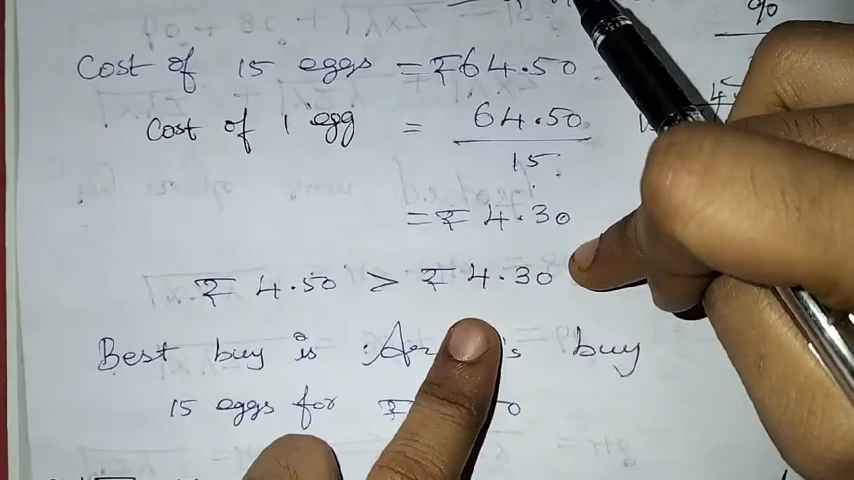 %
Cost of 15 eggs = ₹64.50
Cost of 1 egg = 64.50
15
= ₹ 4.30
₹ 4.50 > ₹ 4.30
Best buy is buy
15 eggs for ₹